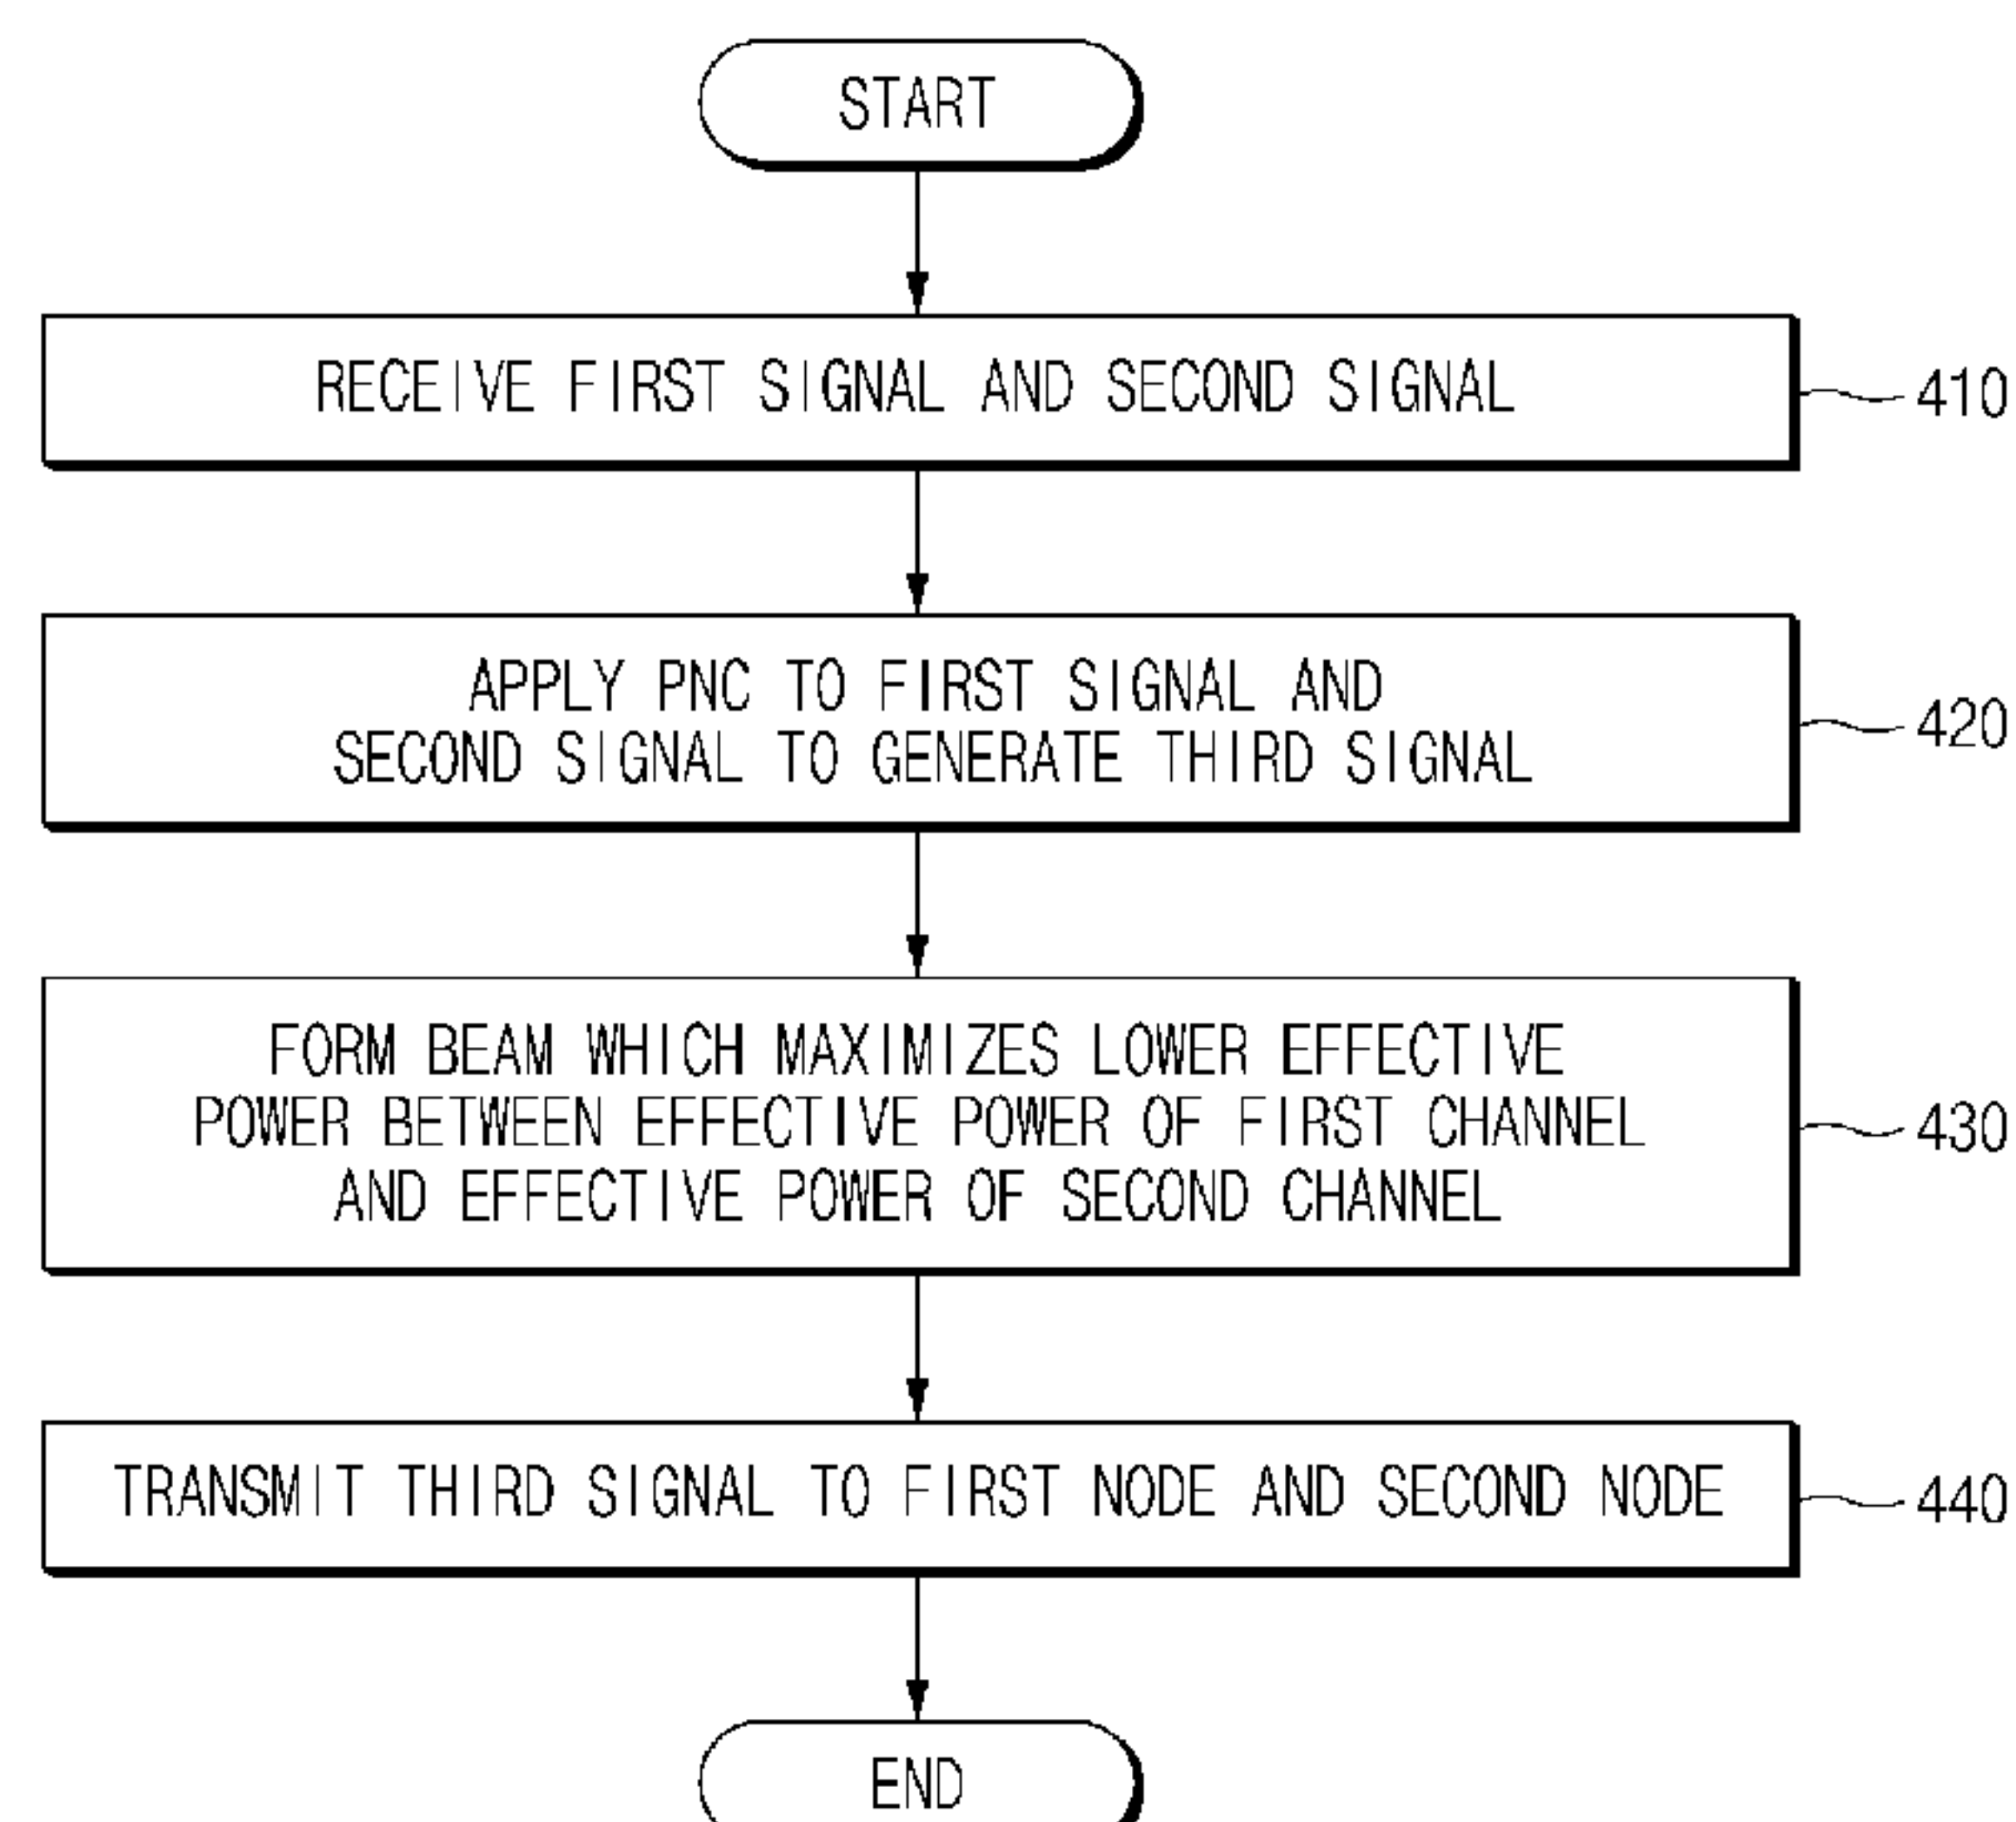 START
RECEIVE FIRST SIGNAL AND SECOND SIGNAL
410
APPLY PNC TO FIRST SIGNAL AND
SECOND SIGNAL TO GENERATE THIRD SIGNAL
420
FORM BEAM WHICH MAXIMIZES LOWER EFFECTIVE
POWER BETWEEN EFFECTIVE POWER OF FIRST CHANNEL
AND EFFECTIVE POWER OF SECOND CHANNEL
430
TRANSMIT THIRD SIGNAL TO FIRST NODE AND SECOND NODE
440
END